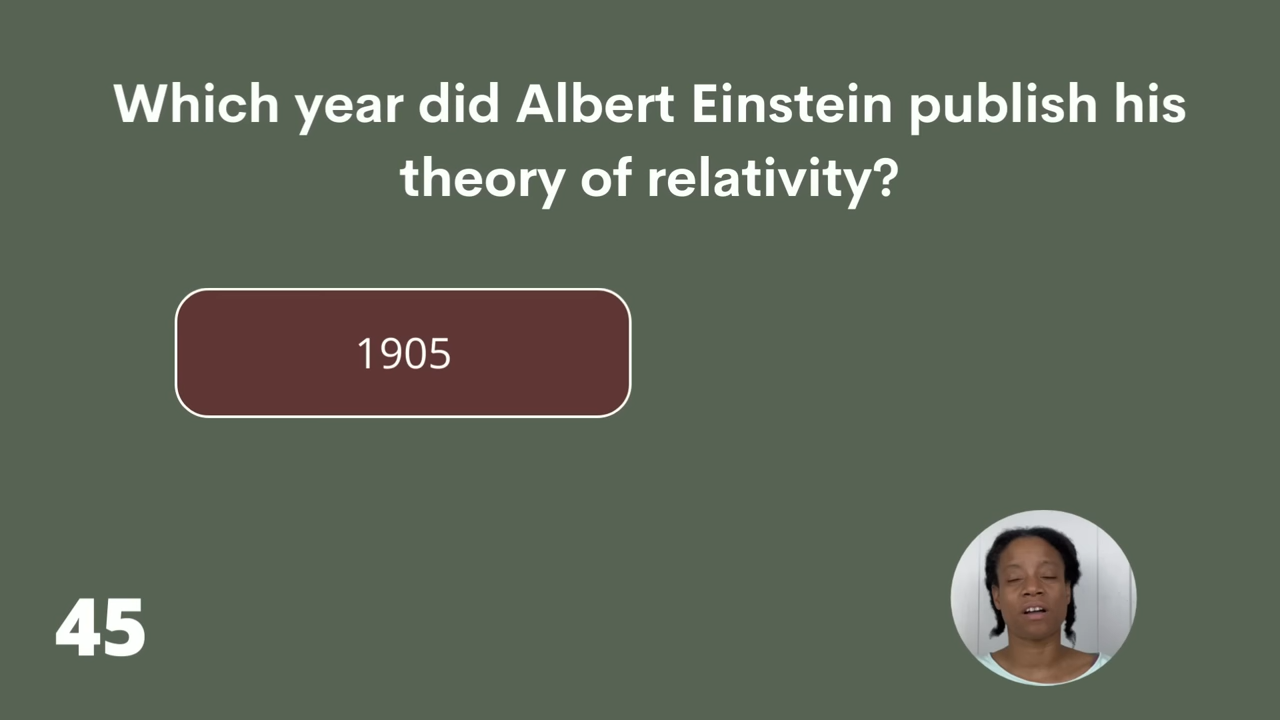 Which year did Albert Einstein publish his
theory of relativity?
1905
45